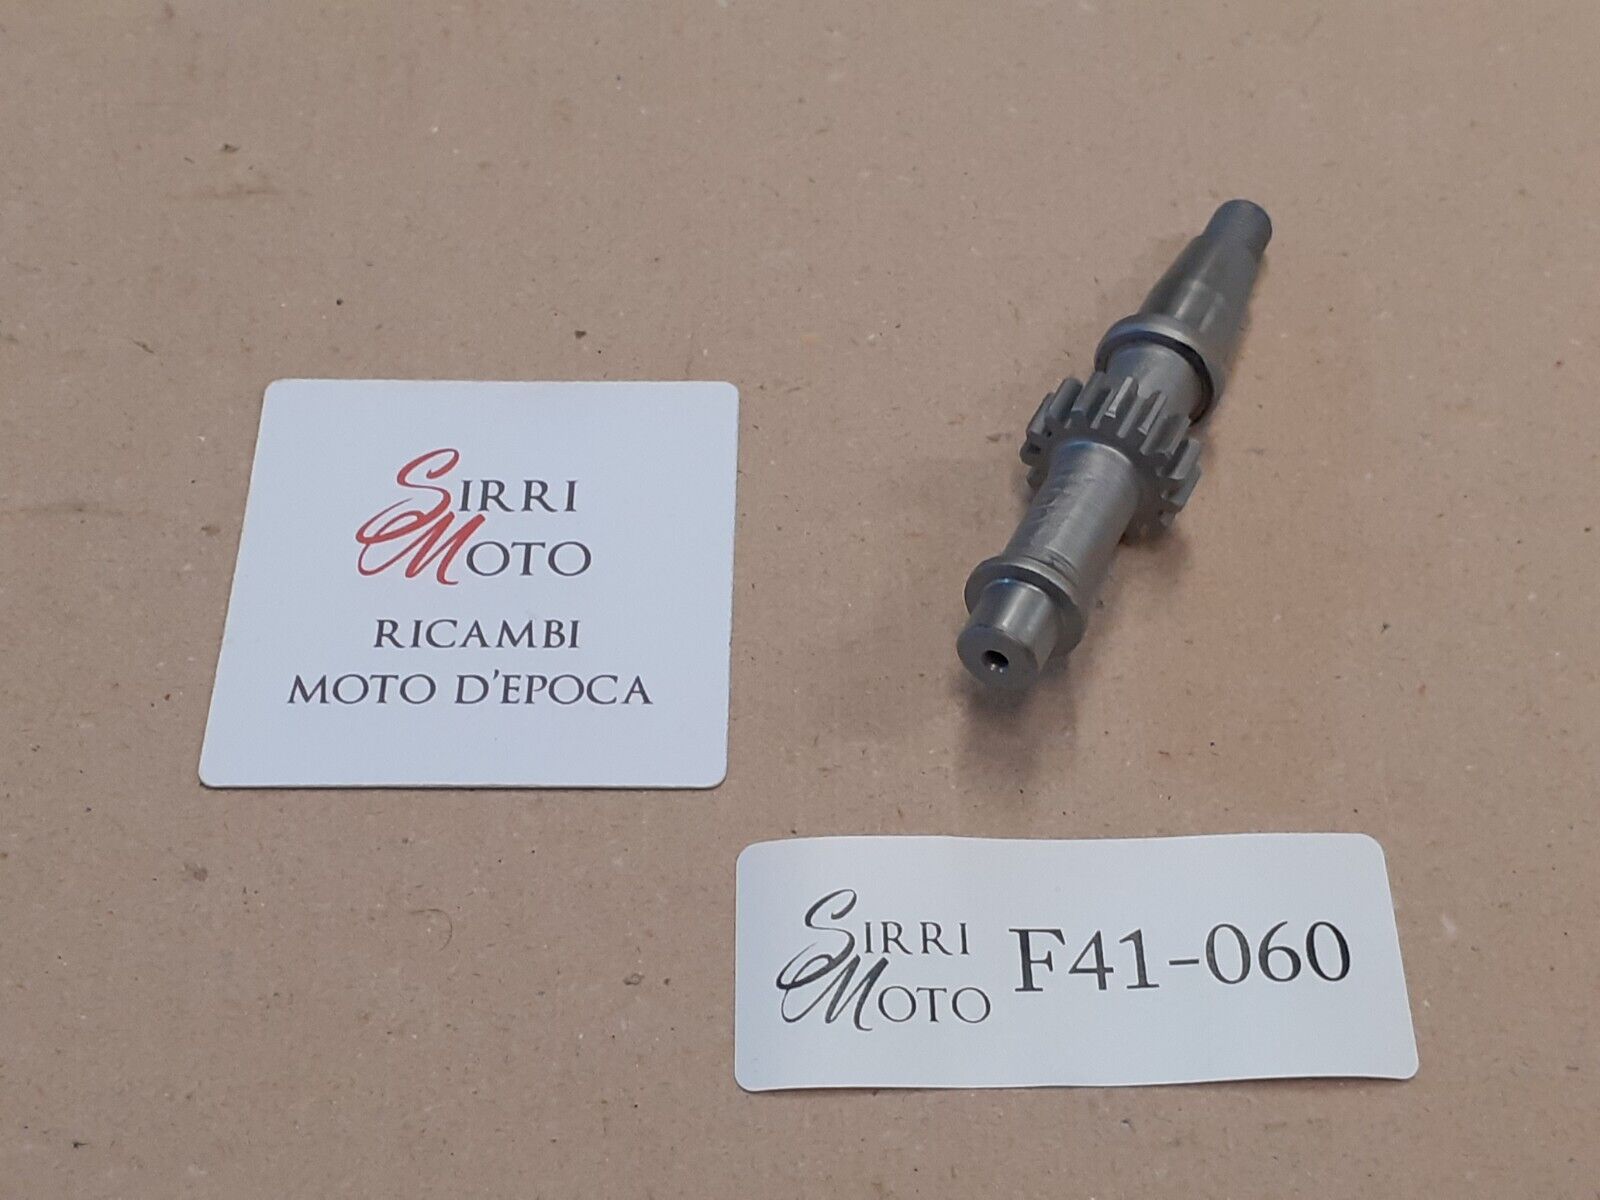 SIRRI
MOTO
RICAMBI
MOTO D'EPOCA
SIRRI
MOTO
F41-060